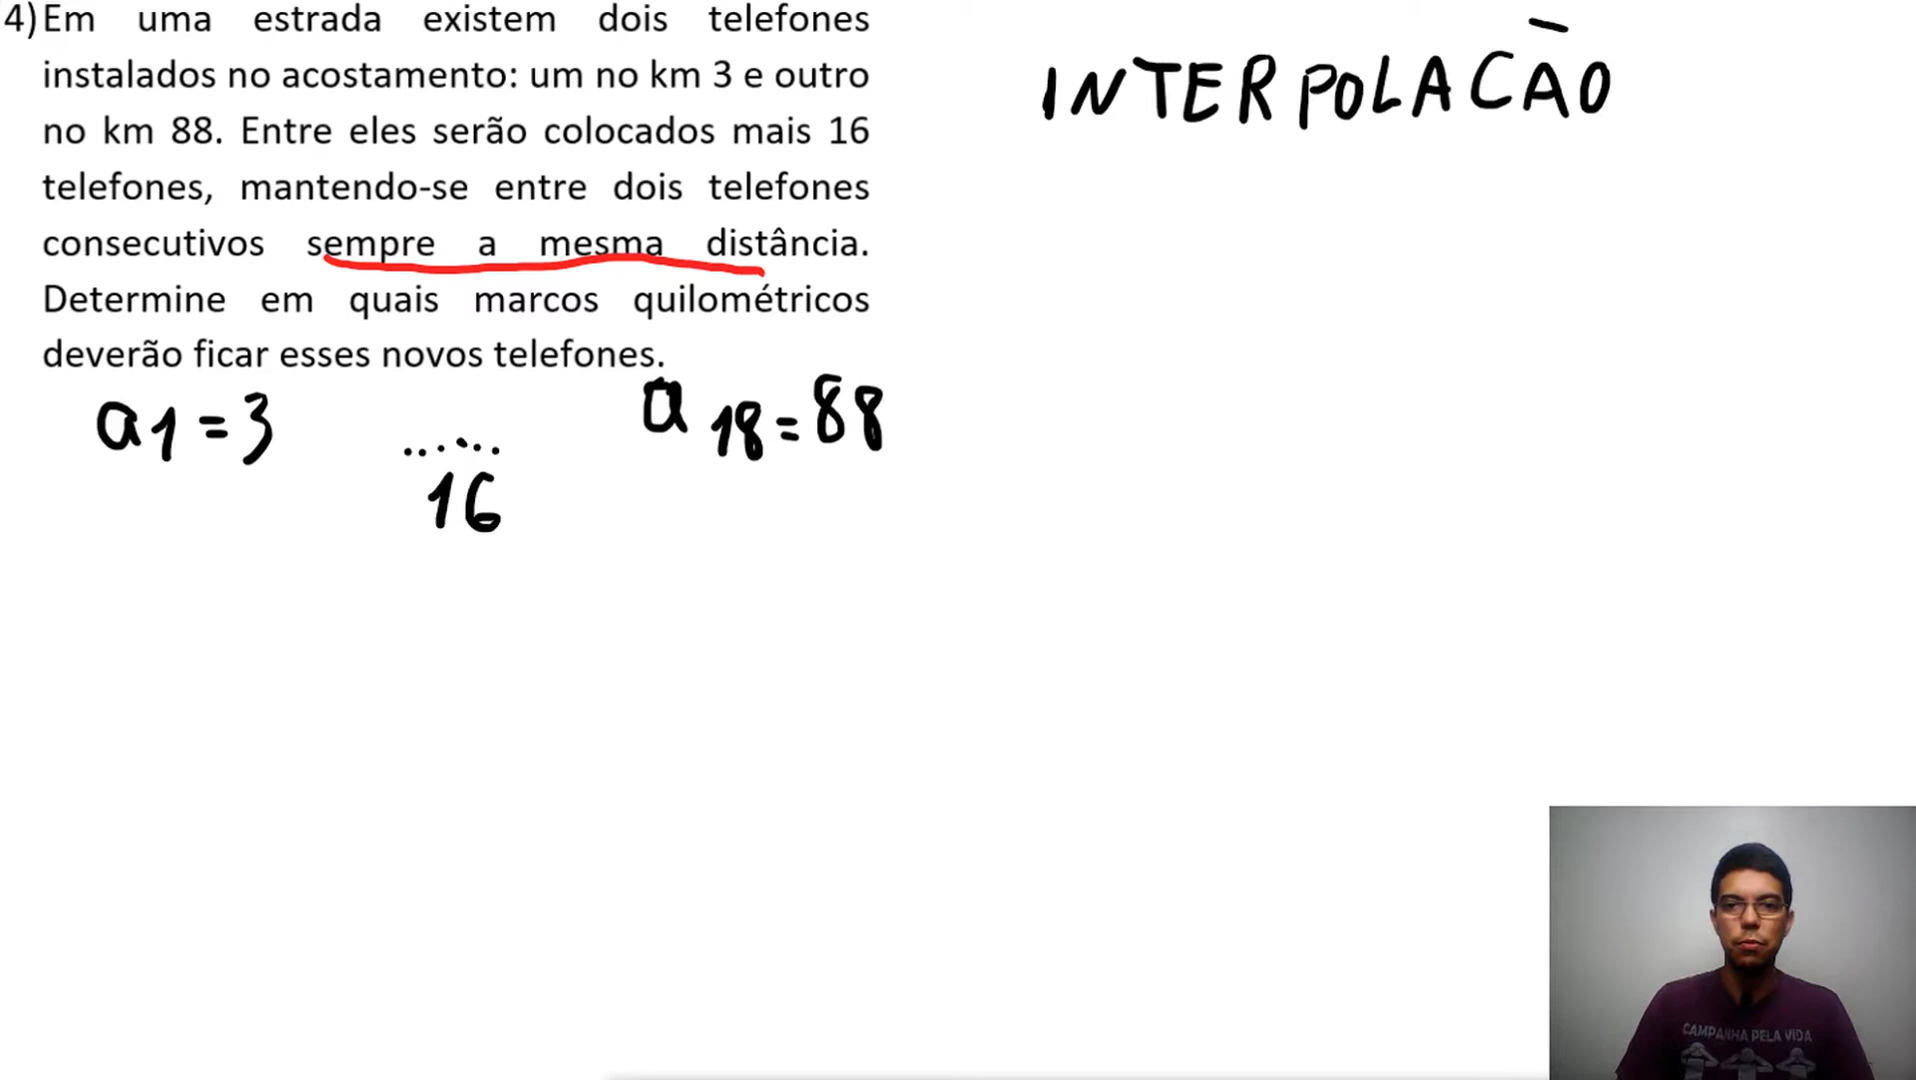 4) Em uma estrada existem dois telefones
instalados no acostamento: um no km 3 e outro
no km 88. Entre eles serão colocados mais 16
telefones, mantendo-se entre dois telefones
consecutivos sempre a mesma distância.
Determine em quais marcos quilométricos
deverão ficar esses novos telefones.
a1=3 ...... a18=88
16
INTERPOLACÃO
CAMPANHA PELA VIDA